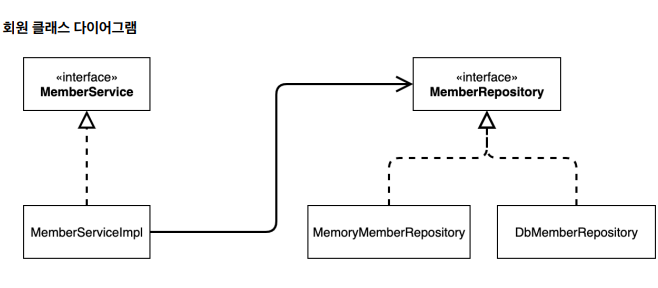 회원 클래스 다이어그램
«interface»
MemberService
«interface»
MemberRepository
MemberServiceImpl
MemoryMemberRepository
DbMemberRepository